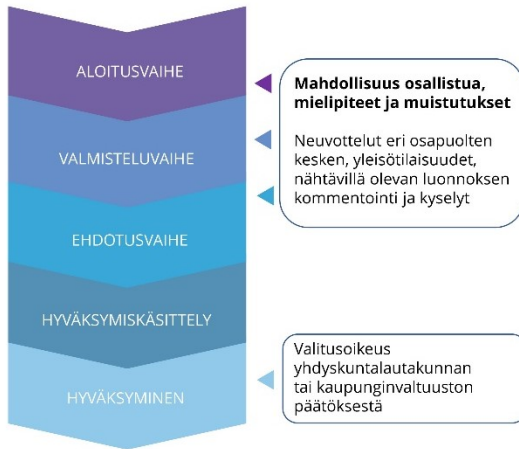 ALOITUSVAIHE
Mahdollisuus osallistua,
mielipiteet ja muistutukset
VALMISTELUVAIHE
Neuvottelut eri osapuolten
kesken, yleisötilaisuudet,
nähtävillä olevan luonnoksen
kommentointi ja kyselyt
EHDOTUSVAIHE
HYVÄKSYMISKÄSITTELY
HYVÄKSYMINEN
Valitusoikeus
yhdyskuntalautakunnan
tai kaupunginvaltuuston
päätöksestä